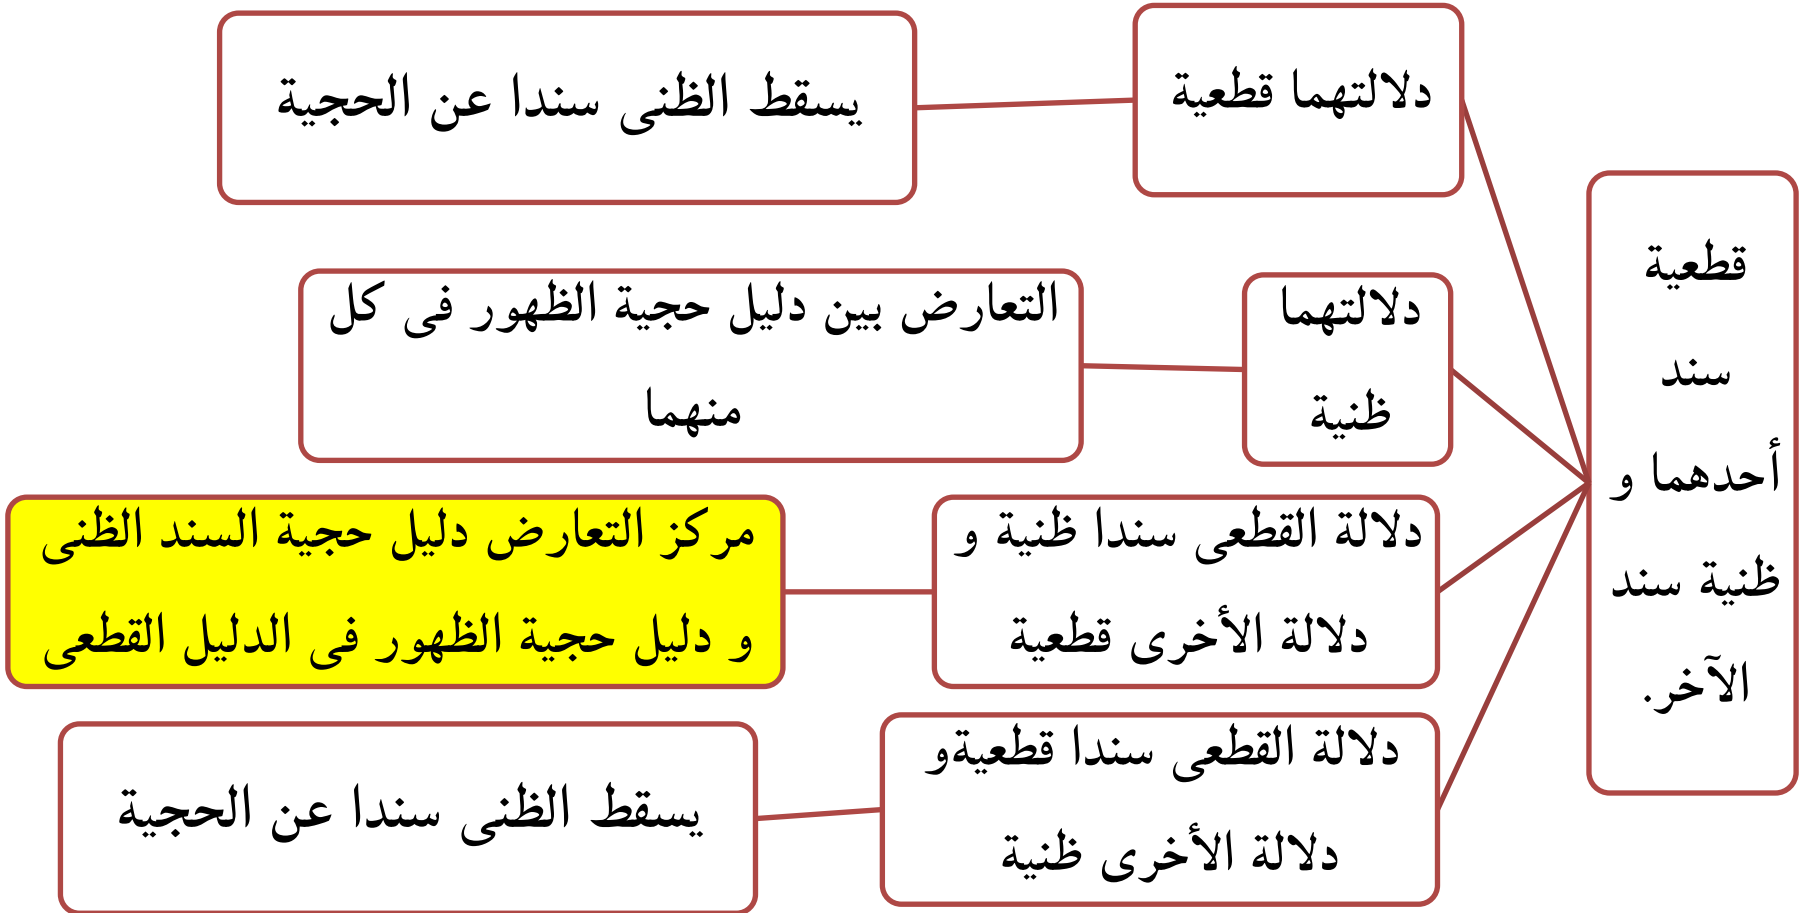 قطعية
سند
أحدهما و
ظنية سند
الآخر.
دلالتهما قطعية
يسقط الظنى سندا عن الحجية
دلالتهما
ظنية
التعارض بين دليل حجية الظهور فى كل
منهما
دلالة القطعى سندا ظنية و
دلالة الأخرى قطعية
مركز التعارض دليل حجية السند الظنى
و دليل حجية الظهور فى الدليل القطعى
دلالة القطعى سندا قطعيةو
دلالة الأخرى ظنية
يسقط الظنى سندا عن الحجية